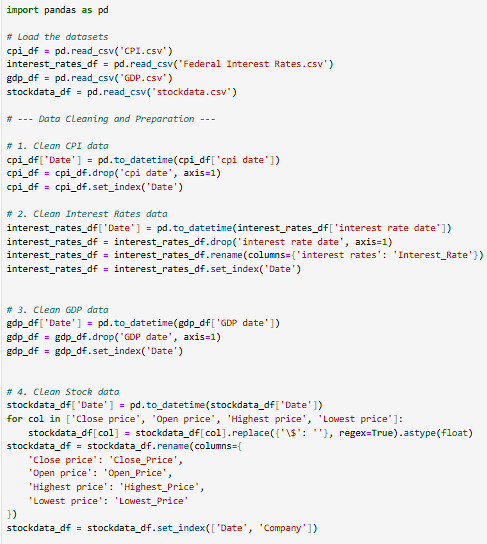 import pandas as pd
# Load the datasets
cpi_df = pd.read_csv('CPI.csv')
interest_rates_df = pd.read_csv('Federal Interest Rates.csv')
gdp_df = pd.read_csv('GDP.csv')
stockdata_df = pd.read_csv('stockdata.csv')
# --- Data Cleaning and Preparation ---
# 1. Clean CPI data
cpi_df['Date'] = pd.to_datetime(cpi_df['cpi date'])
cpi_df = cpi_df.drop('cpi date', axis=1)
cpi_df = cpi_df.set_index('Date')
# 2. Clean Interest Rates data
interest_rates_df['Date'] = pd.to_datetime(interest_rates_df['interest rate date'])
interest_rates_df = interest_rates_df.drop('interest rate date', axis=1)
interest_rates_df = interest_rates_df.rename(columns={'interest rates': 'Interest_Rate'})
interest_rates_df = interest_rates_df.set_index('Date')
# 3. Clean GDP data
gdp_df['Date'] = pd.to_datetime(gdp_df['GDP date'])
gdp_df = gdp_df.drop('GDP date', axis=1)
gdp_df = gdp_df.set_index('Date')
# 4. Clean Stock data
stockdata_df['Date'] = pd.to_datetime(stockdata_df['Date'])
for col in ['Close price', 'Open price', 'Highest price', 'Lowest price']:
    stockdata_df[col] = stockdata_df[col].replace({'\$': ''}, regex=True).astype(float)
stockdata_df = stockdata_df.rename(columns={
    'Close price': 'Close_Price',
    'Open price': 'Open_Price',
    'Highest price': 'Highest_Price',
    'Lowest price': 'Lowest_Price'
})
stockdata_df = stockdata_df.set_index(['Date', 'Company'])